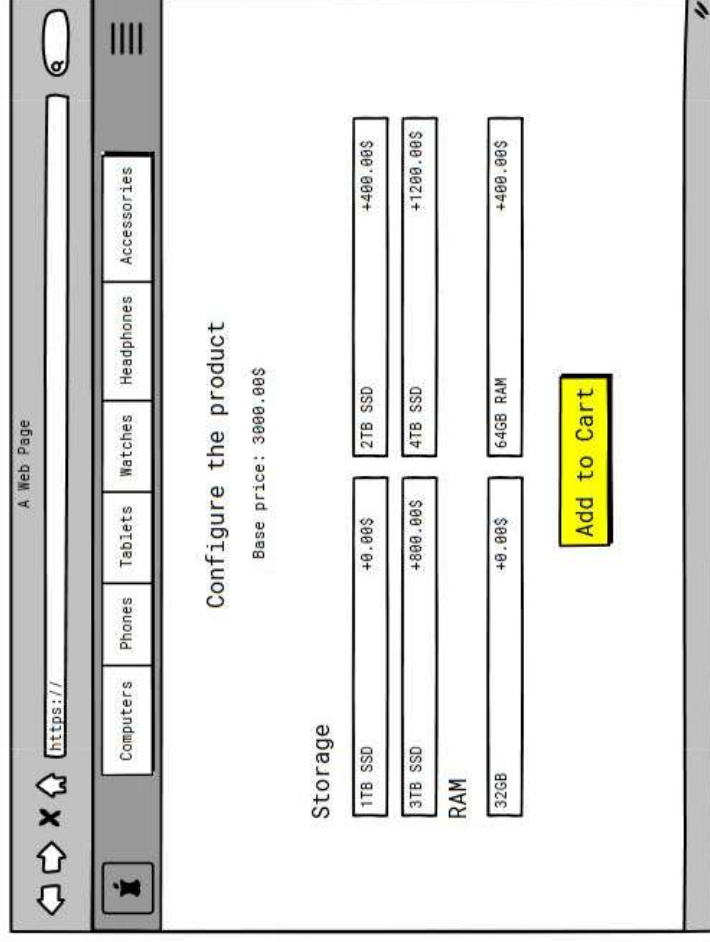 A Web Page
https://
Computers Phones Tablets Watches Headphones Accessories
Configure the product
Base price: 3000.00$
Storage
1TB SSD +0.00$ 2TB SSD +400.00$
3TB SSD +800.00$ 4TB SSD +1200.00$
RAM
32GB +0.00$ 64GB RAM +400.00$
Add to Cart